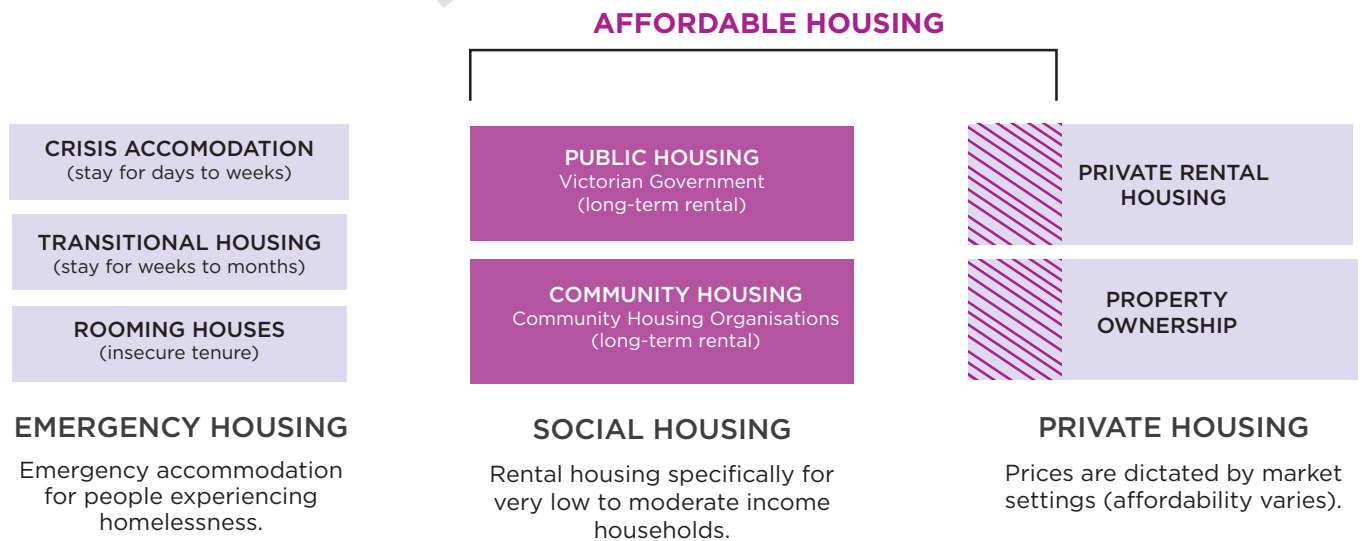 AFFORDABLE HOUSING
CRISIS ACCOMODATION
(stay for days to weeks)
TRANSITIONAL HOUSING
(stay for weeks to months)
ROOMING HOUSES
(insecure tenure)
EMERGENCY HOUSING
Emergency accommodation
for people experiencing
homelessness.
PUBLIC HOUSING
Victorian Government
(long-term rental)
COMMUNITY HOUSING
Community Housing Organisations
(long-term rental)
SOCIAL HOUSING
Rental housing specifically for
very low to moderate income
households.
PRIVATE RENTAL
HOUSING
PROPERTY
OWNERSHIP
PRIVATE HOUSING
Prices are dictated by market
settings (affordability varies).